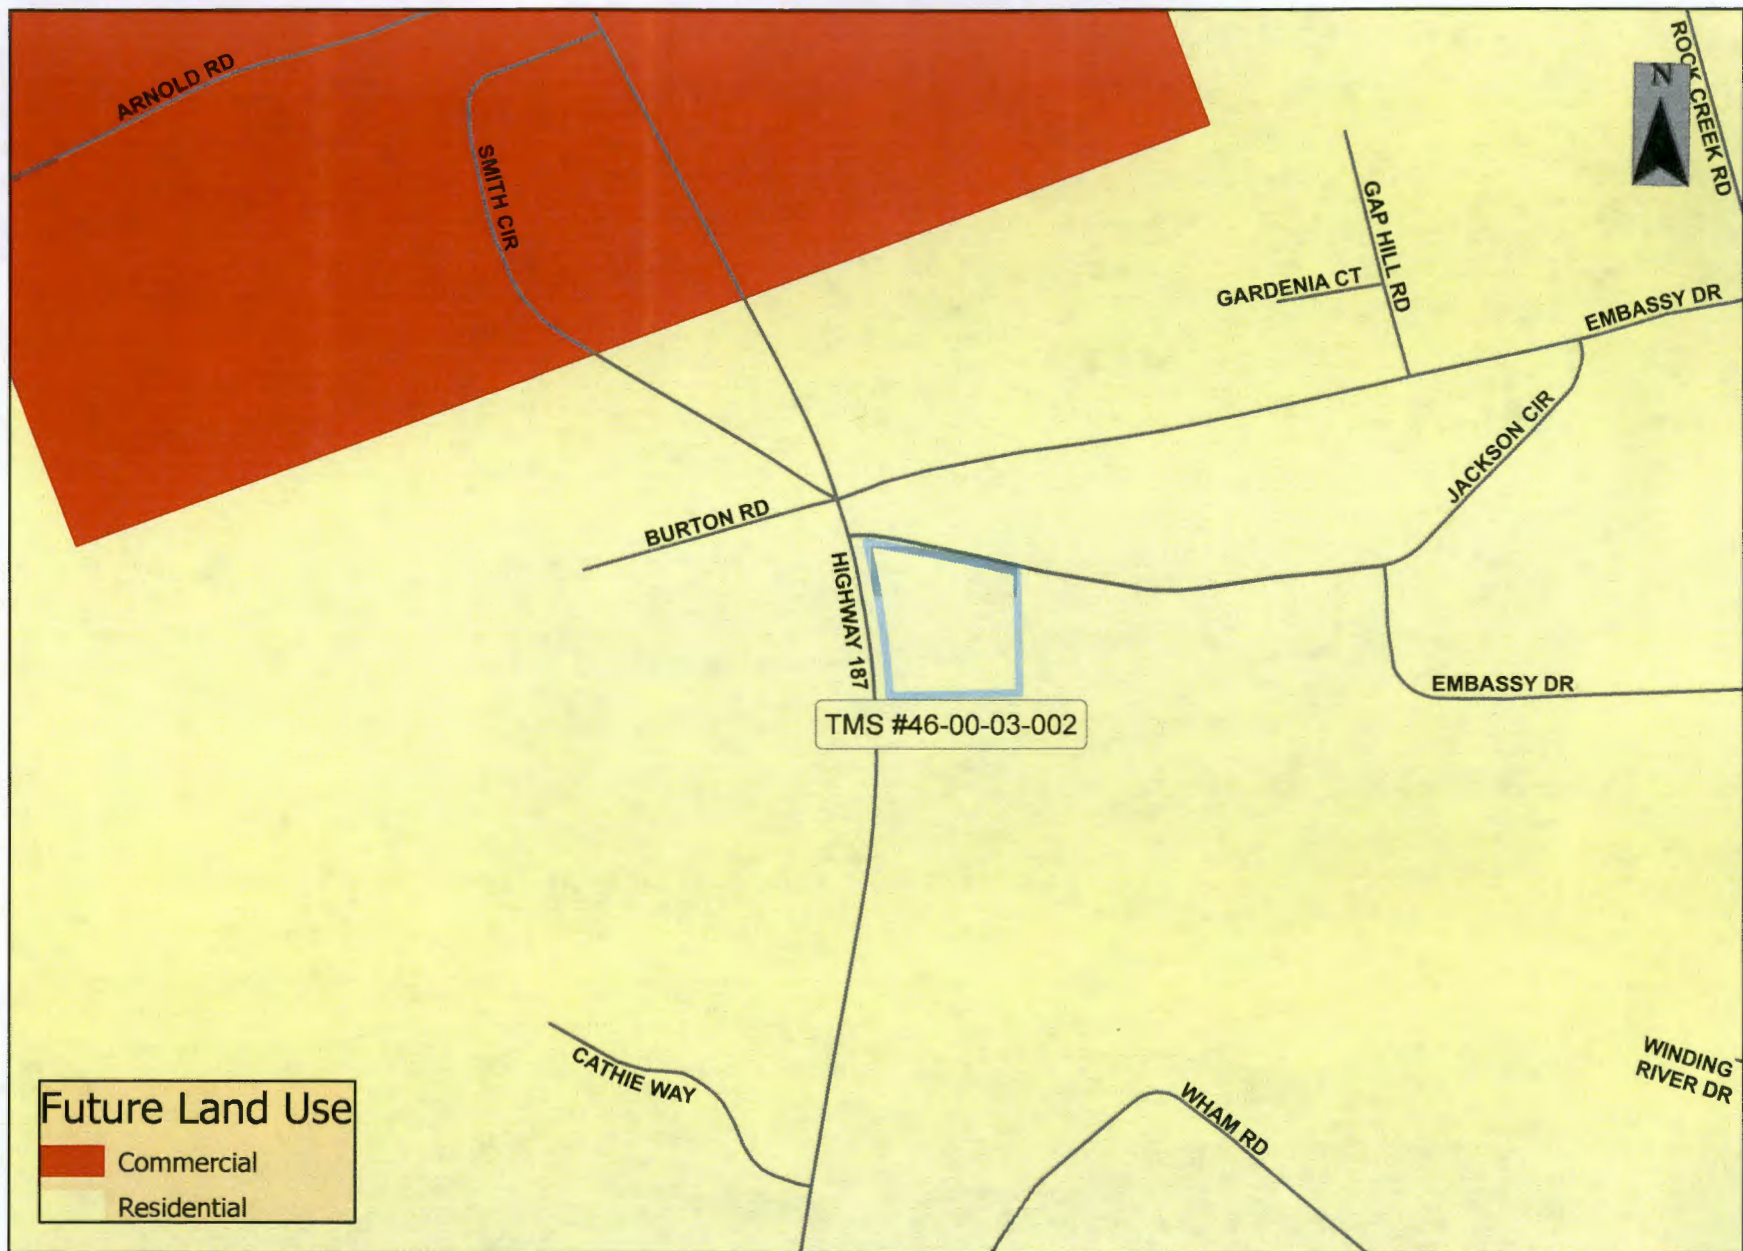 ARNOLD RD
SMITH CIR
ROCK CREEK RD
N
GAP HILL RD
GARDENIA CT
EMBASSY DR
JACKSON CIR
BURTON RD
HIGHWAY 187
EMBASSY DR
TMS #46-00-03-002
CATHIE WAY
WHAM RD
WINDING
RIVER DR
Future Land Use
Commercial
Residential